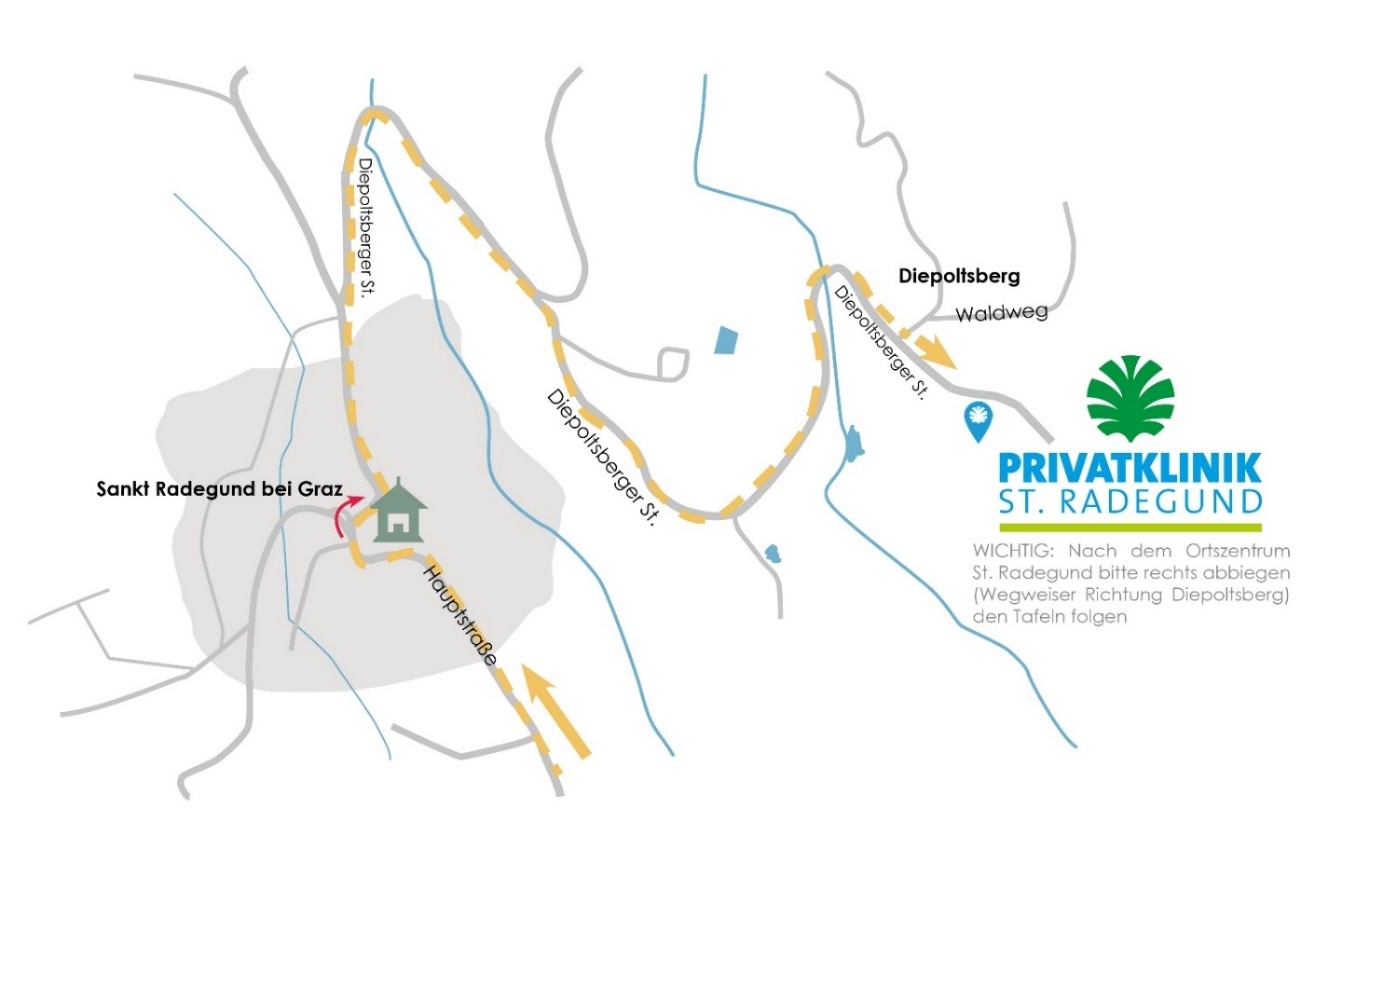 Diepoltsberger St.
Diepoltsberg
Waldweg
Diepoltsberger St.
Diepoltsberger St.
Sankt Radegund bei Graz
Hauptstraße
PRIVATKLINIK
ST. RADEGUND
WICHTIG: Nach dem Ortszentrum
St. Radegund bitte rechts abbiegen
(Wegweiser Richtung Diepoltsberg)
den Tafeln folgen